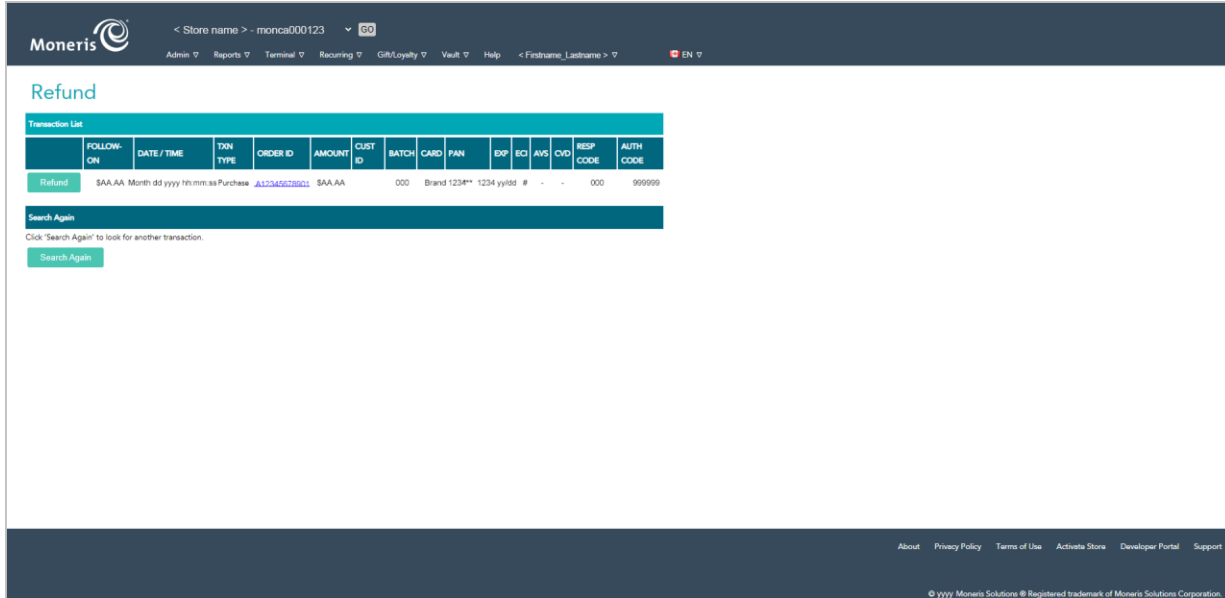 Moneris
< Store name > - monca000123 GO
Admin Reports Terminal Recurring Gift/Loyalty Vault Help < Firstname_Lastname > EN
Refund
Transaction List
FOLLOW-ON DATE / TIME TXN TYPE ORDER ID AMOUNT CUST ID BATCH CARD PAN EXP ECI AVS CVD RESP CODE AUTH CODE
Refund $AA.AA Month dd yyyy hh:mm:ss Purchase A12345678901 $AA.AA 000 Brand 1234** 1234 yy/dd # - - 000 999999
Search Again
Click 'Search Again' to look for another transaction.
Search Again
About Privacy Policy Terms of Use Activate Store Developer Portal Support
© yyyy Moneris Solutions ® Registered trademark of Moneris Solutions Corporation.